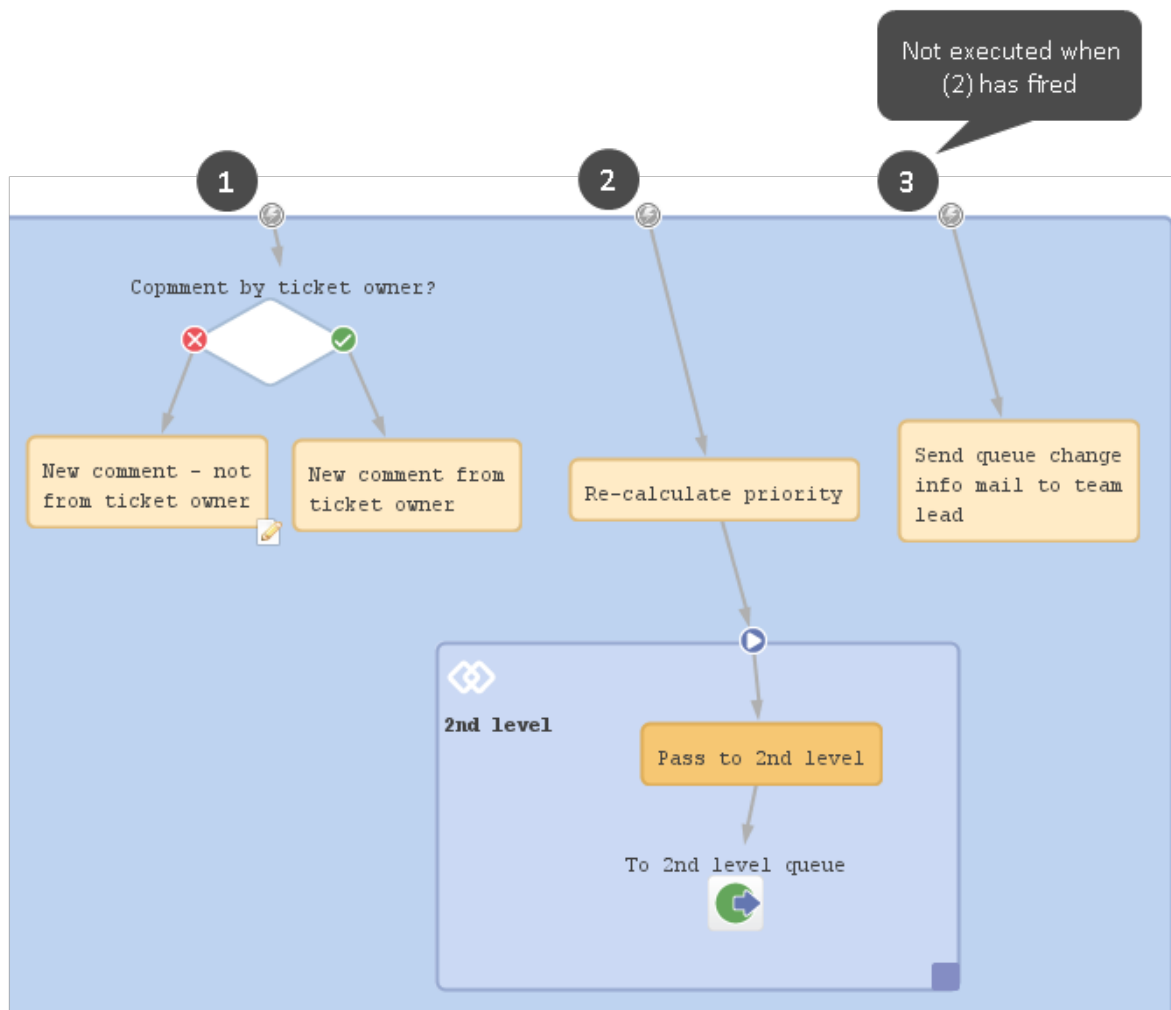 Not executed when
(2) has fired
1
2
3
Copmment by ticket owner?
New comment - not
from ticket owner
New comment from
ticket owner
Re-calculate priority
Send queue change
info mail to team
lead
2nd level
Pass to 2nd level
To 2nd level queue